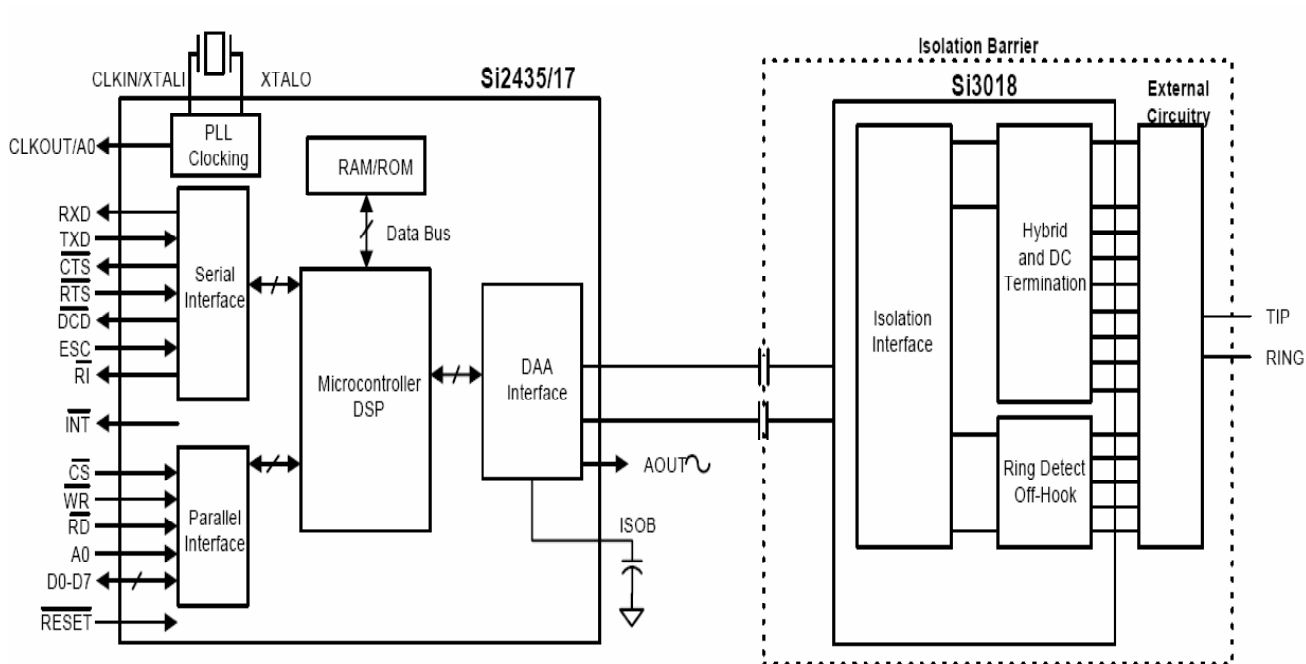 Isolation Barrier
CLKIN/XTALI
XTALO
Si2435/17
Si3018
External
Circuitry
CLKOUT/A0
PLL
Clocking
RAM/ROM
RXD
TXD
CTS
RTS
DCD
ESC
RI
Serial
Interface
Data Bus
Microcontroller
DSP
DAA
Interface
Isolation
Interface
Hybrid
and DC
Termination
TIP
RING
INT
CS
WR
RD
A0
D0-D7
RESET
Parallel
Interface
AOUT
ISOB
Ring Detect
Off-Hook